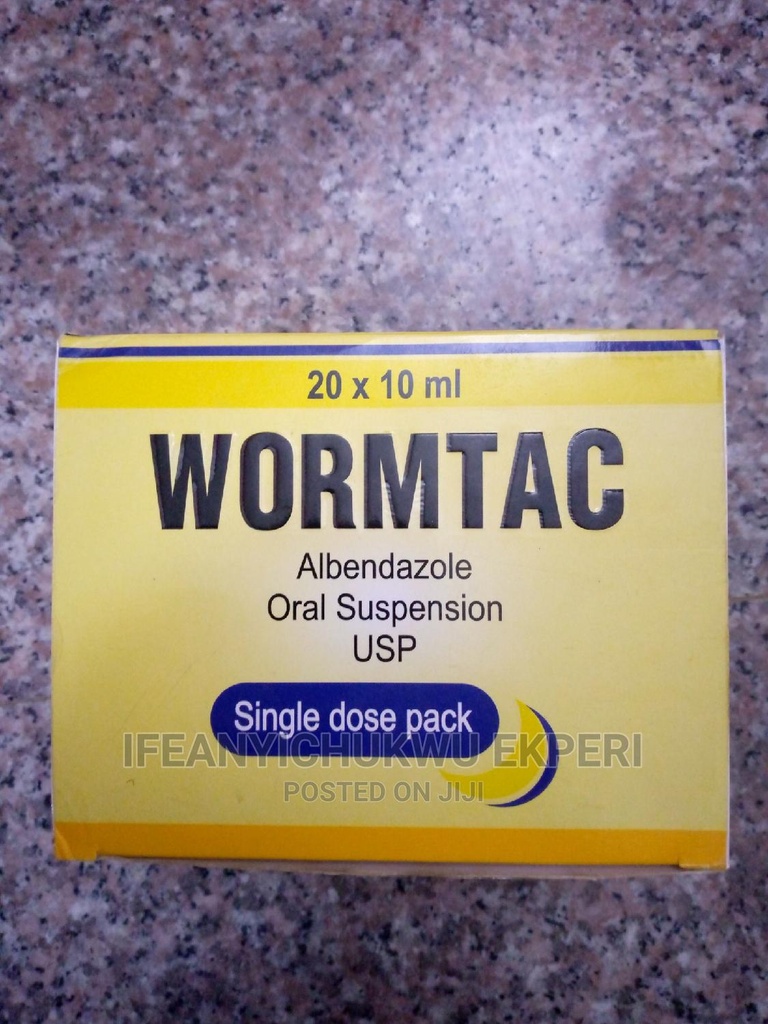 20 x 10 ml
WORMTAC
Albendazole
Oral Suspension
USP
Single dose pack
IFEANYICHUKWU EKPERI
POSTED ON JIJI